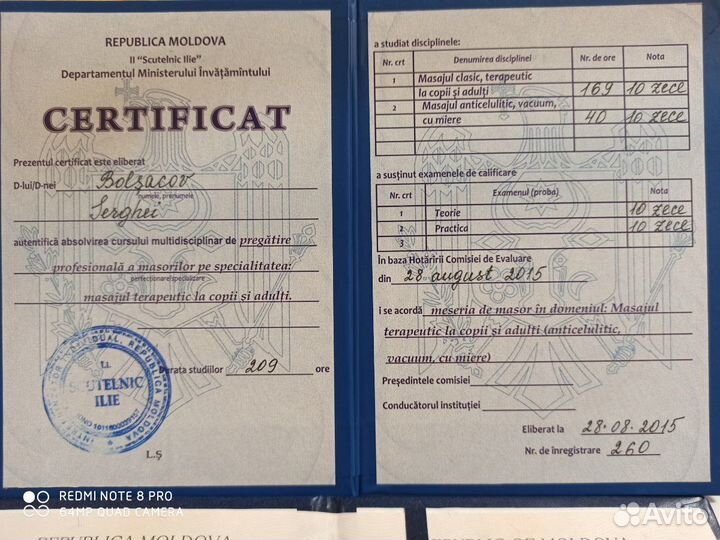 REPUBLICA MOLDOVA
II "Scutelnic Ilie"
Departamentul Ministerului Învățămîntului
CERTIFICAT
Prezentul certificat este eliberat
D-lui/D-nei Bolzacov
numele, prenumele
Serghei
autentifică absolvirea cursului multidisciplinar de pregătire
profesională a masorilor pe specialitatea:
perfecționare/specializare
masajul terapeutic la copii și adulți.
Durata studiilor 209 ore
REPUBLICA MOLDOVA
Î.I.
SCUTELNIC
ILIE
L.Ș
a studiat disciplinele:
Nr. crt Denumirea disciplinei Nr. de ore Nota
1 Masajul clasic, terapeutic
la copii și adulți 169 10 zece
2 Masajul anticelulitic, vacuum,
cu miere 40 10 zece
a susținut examenele de calificare
Nr. crt Examenul (proba) Nota
1 Teorie 10 zece
2 Practica 10 zece
3
În baza Hotărîrii Comisiei de Evaluare
din 28 august 2015
i se acordă meseria de masor în domeniul: Masajul
terapeutic la copii și adulți (anticelulitic,
vacuum, cu miere)
Președintele comisiei
Conducătorul instituției
Eliberat la 28.08.2015
Nr. de înregistrare 260
REDMI NOTE 8 PRO
64MP QUAD CAMERA
REPUBLICA MOLDOVA
REPUBLIC OF MOLDOVA
Avito